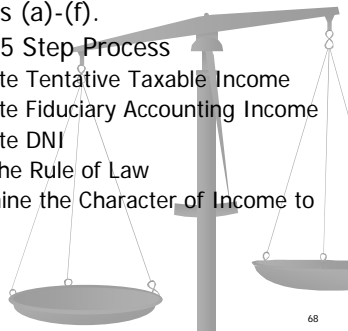 s (a)-(f).
5 Step Process
te Tentative Taxable Income
te Fiduciary Accounting Income
te DNI
he Rule of Law
ine the Character of Income to
68